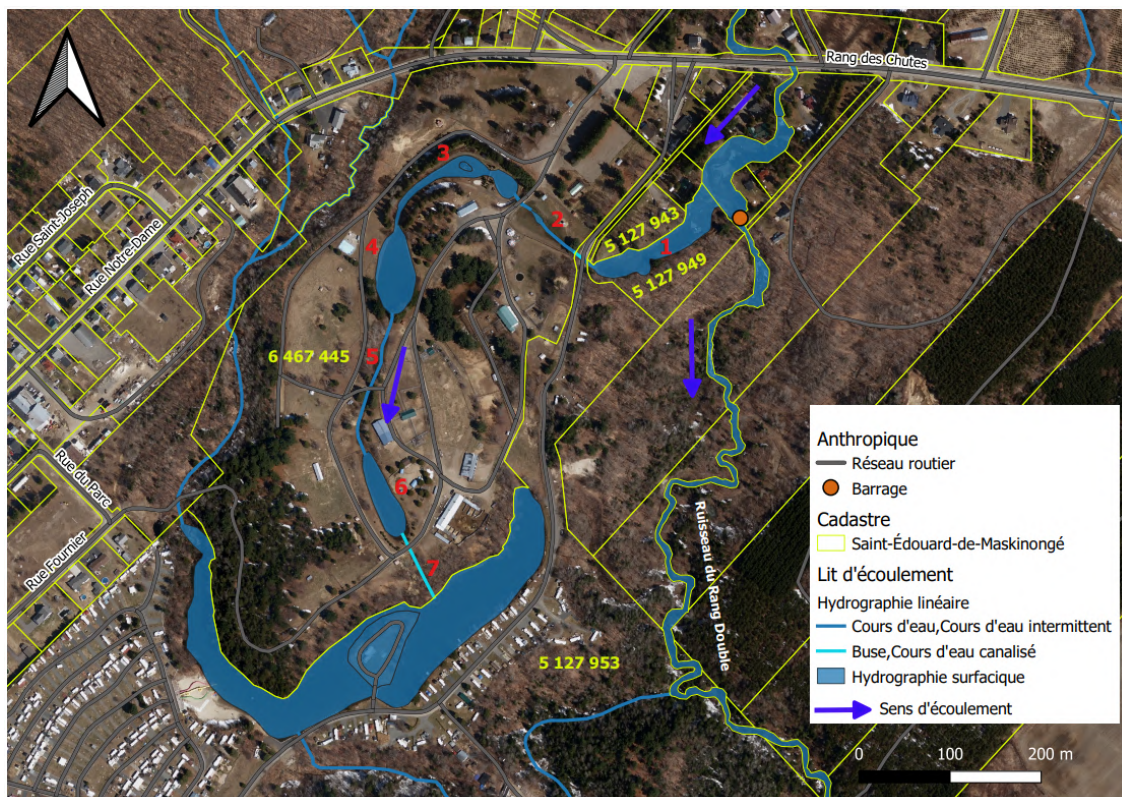 Rang des Chutes
3
Rue Saint-Joseph
2
5 127 943
4
1
Rue Notre-Dame
5 127 949
6 467 445
5
Rue du Parc
6
Ruisseau du Rang Double
Rue Fournier
7
5 127 953
Anthropique
Réseau routier
Barrage
Cadastre
Saint-Édouard-de-Maskinongé
Lit d'écoulement
Hydrographie linéaire
Cours d'eau,Cours d'eau intermittent
Buse,Cours d'eau canalisé
Hydrographie surfacique
Sens d'écoulement
0 100 200 m